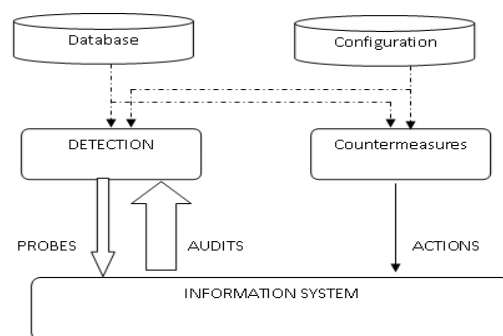 Database
Configuration
DETECTION
Countermeasures
PROBES
AUDITS
ACTIONS
INFORMATION SYSTEM